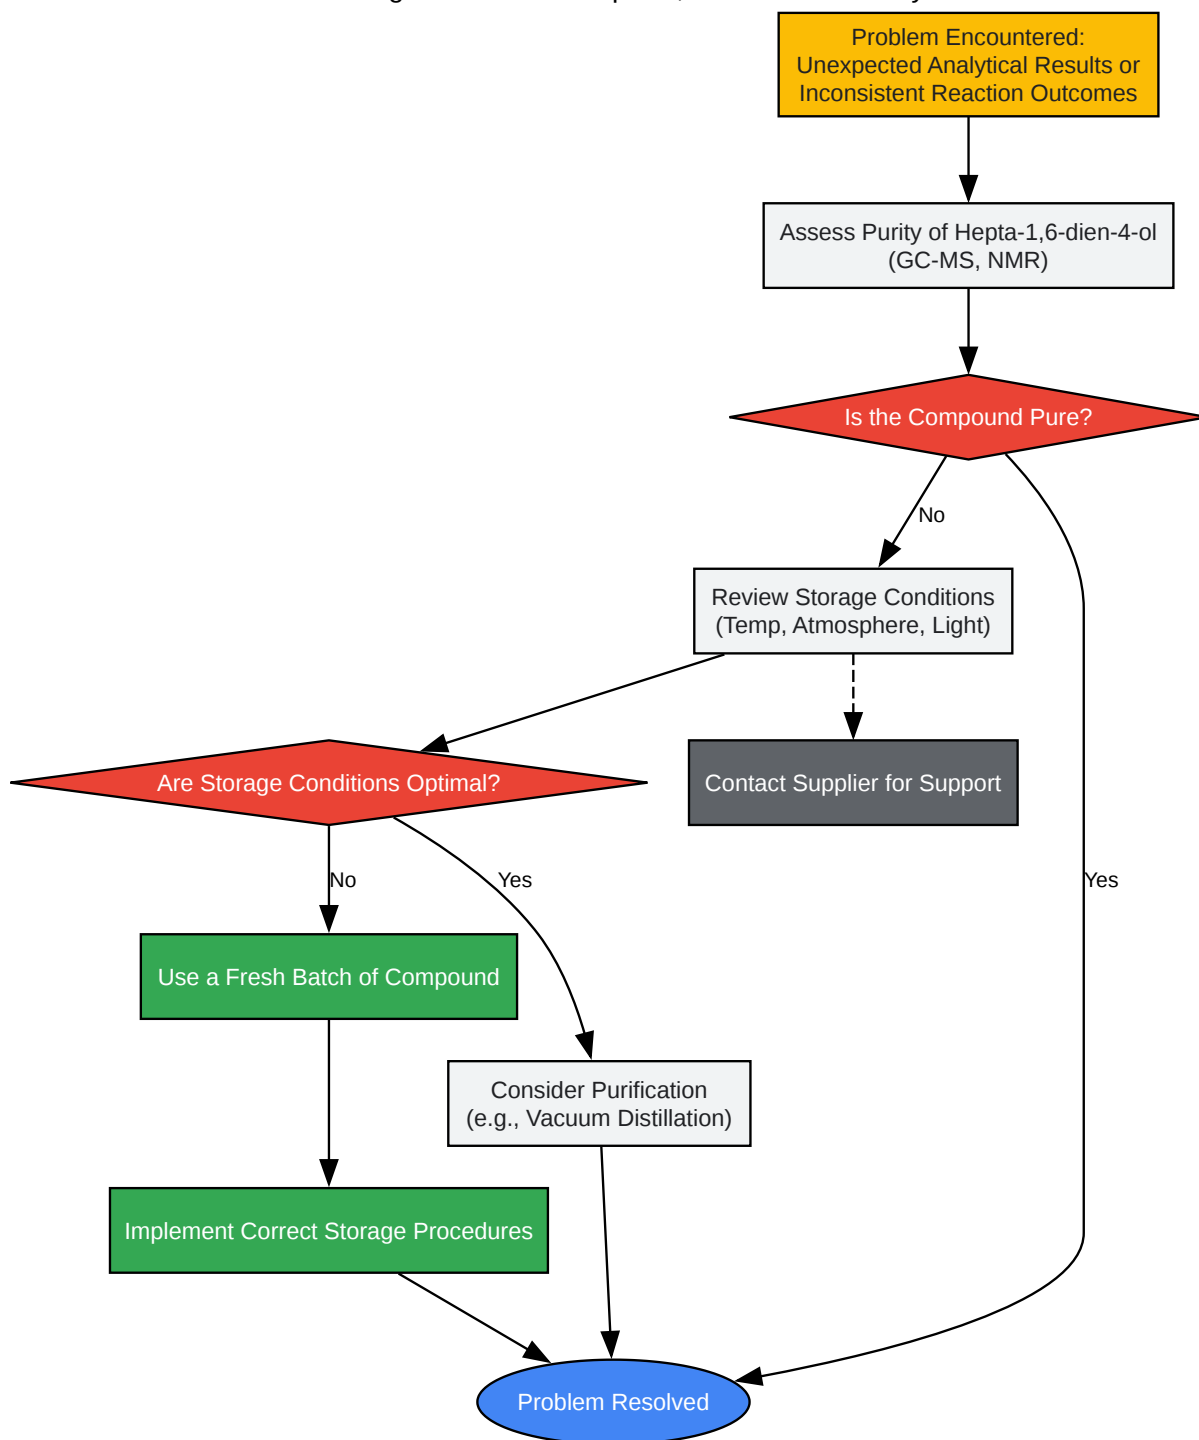 Problem Encountered:
Unexpected Analytical Results or
Inconsistent Reaction Outcomes
Assess Purity of Hepta-1,6-dien-4-ol
(GC-MS, NMR)
Is the Compound Pure?
No
Review Storage Conditions
(Temp, Atmosphere, Light)
Are Storage Conditions Optimal?
Contact Supplier for Support
No
Yes
Yes
Use a Fresh Batch of Compound
Consider Purification
(e.g., Vacuum Distillation)
Implement Correct Storage Procedures
Problem Resolved